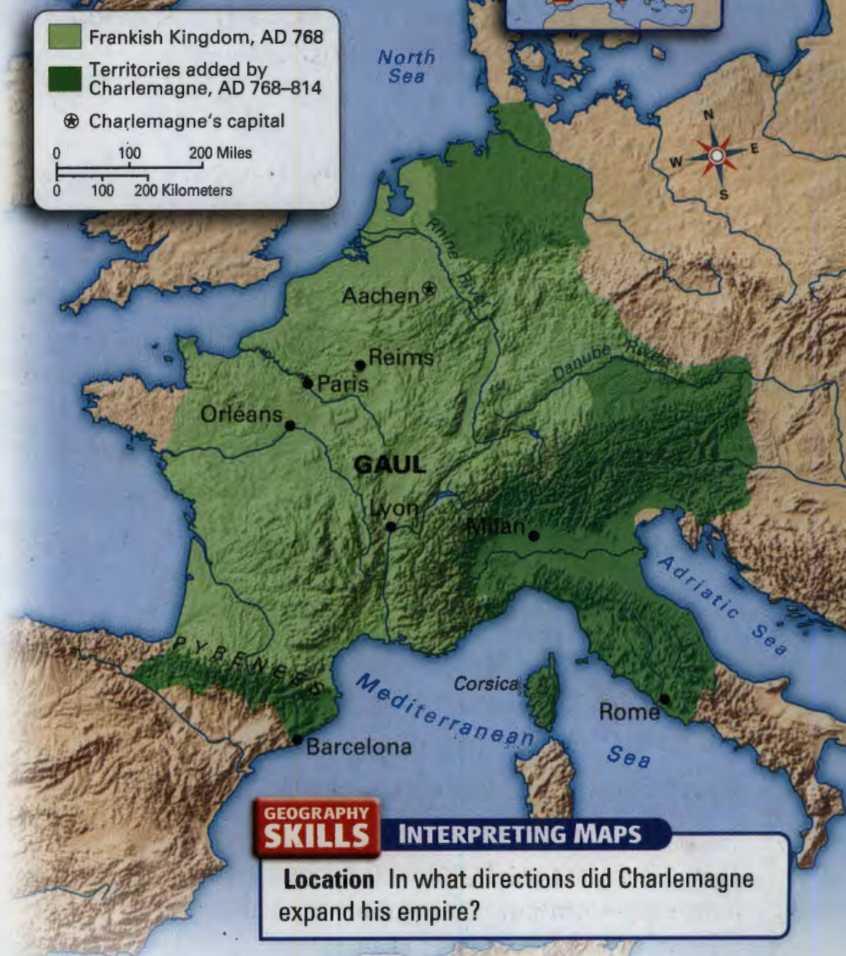 Frankish Kingdom, AD 768
Territories added by
Charlemagne, AD 768–814
Charlemagne's capital
0 100 200 Miles
0 100 200 Kilometers
North
Sea
N
W E
S
Rhine River
Aachen
Reims
Paris
Danube River
Orléans
GAUL
Lyon
Milan
Adriatic Sea
PYRENEES
Mediterranean
Sea
Corsica
Rome
Barcelona
GEOGRAPHY
SKILLS INTERPRETING MAPS
Location In what directions did Charlemagne
expand his empire?